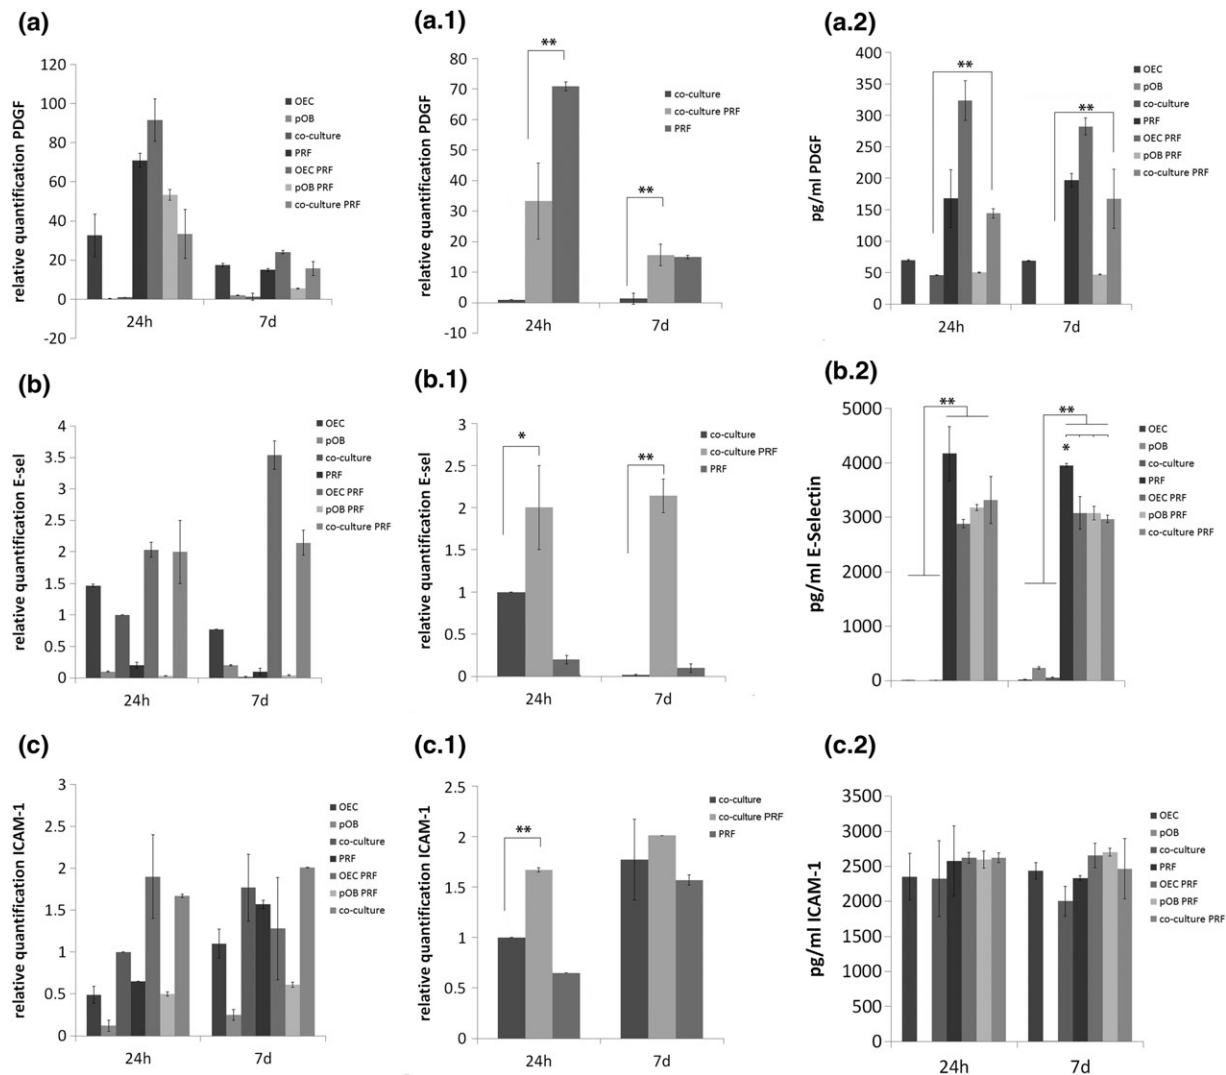 (a)
relative quantification PDGF
120
100
80
60
40
20
0
-20
24h
7d
OEC
pOB
co-culture
PRF
OEC PRF
pOB PRF
co-culture PRF
(a.1)
relative quantification PDGF
80
70
60
50
40
30
20
10
0
-10
**
**
24h
7d
co-culture
co-culture PRF
PRF
(a.2)
pg/ml PDGF
400
350
300
250
200
150
100
50
0
**
**
24h
7d
OEC
pOB
co-culture
PRF
OEC PRF
pOB PRF
co-culture PRF
(b)
relative quantification E-sel
4
3.5
3
2.5
2
1.5
1
0.5
0
24h
7d
OEC
pOB
co-culture
PRF
OEC PRF
pOB PRF
co-culture PRF
(b.1)
relative quantification E-sel
3
2.5
2
1.5
1
0.5
0
*
**
24h
7d
co-culture
co-culture PRF
PRF
(b.2)
pg/ml E-Selectin
5000
4000
3000
2000
1000
0
**
**
*
24h
7d
OEC
pOB
co-culture
PRF
OEC PRF
pOB PRF
co-culture PRF
(c)
relative quantification ICAM-1
3
2.5
2
1.5
1
0.5
0
24h
7d
OEC
pOB
co-culture
PRF
OEC PRF
pOB PRF
co-culture
(c.1)
relative quantification ICAM-1
2.5
2
1.5
1
0.5
0
**
24h
7d
co-culture
co-culture PRF
PRF
(c.2)
pg/ml ICAM-1
3500
3000
2500
2000
1500
1000
500
0
24h
7d
OEC
pOB
co-culture
PRF
OEC PRF
pOB PRF
co-culture PRF